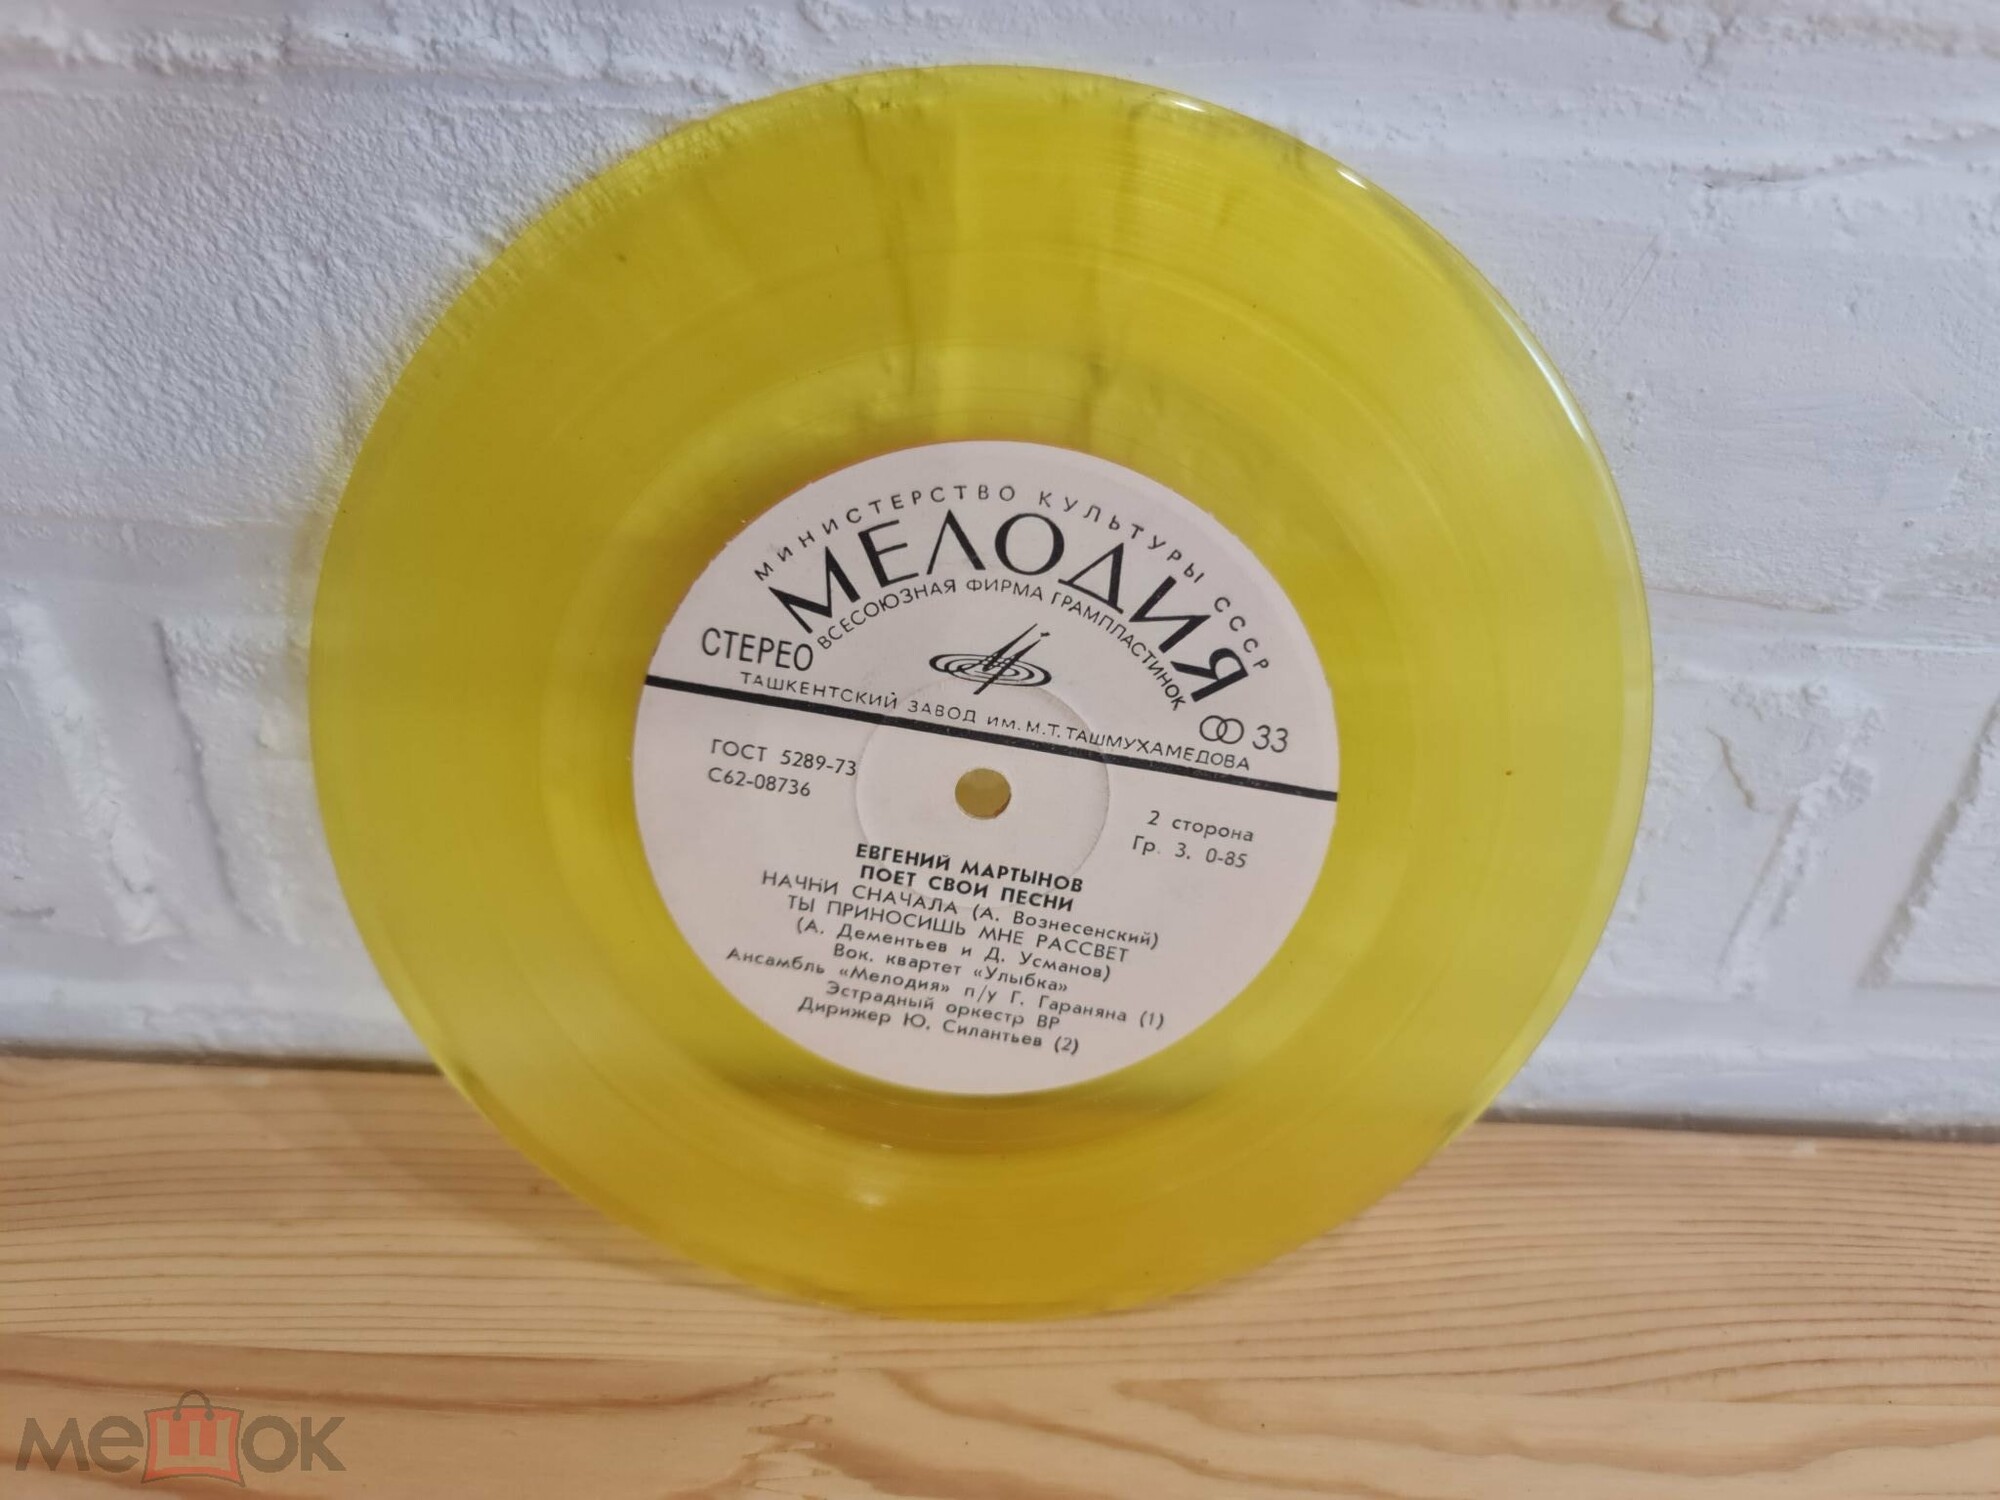 МИНИСТЕРСТВО КУЛЬТУРЫ СССР
МЕЛОДИЯ
ВСЕСОЮЗНАЯ ФИРМА ГРАМПЛАСТИНОК
СТЕРЕО
33
ТАШКЕНТСКИЙ ЗАВОД ИМ. М.Т. ТАШМУХАМЕДОВА
ГОСТ 5289-73
С62-08736
2 сторона
Гр. 3. 0-85
ЕВГЕНИЙ МАРТЫНОВ
ПОЕТ СВОИ ПЕСНИ
НАЧНИ СНАЧАЛА (А. Вознесенский)
ТЫ ПРИНОСИШЬ МНЕ РАССВЕТ
(А. Дементьев и Д. Усманов)
Вок. квартет «Улыбка»
Ансамбль «Мелодия» п/у Г. Гараняна (1)
Эстрадный оркестр ВР
Дирижер Ю. Силантьев (2)
мешок